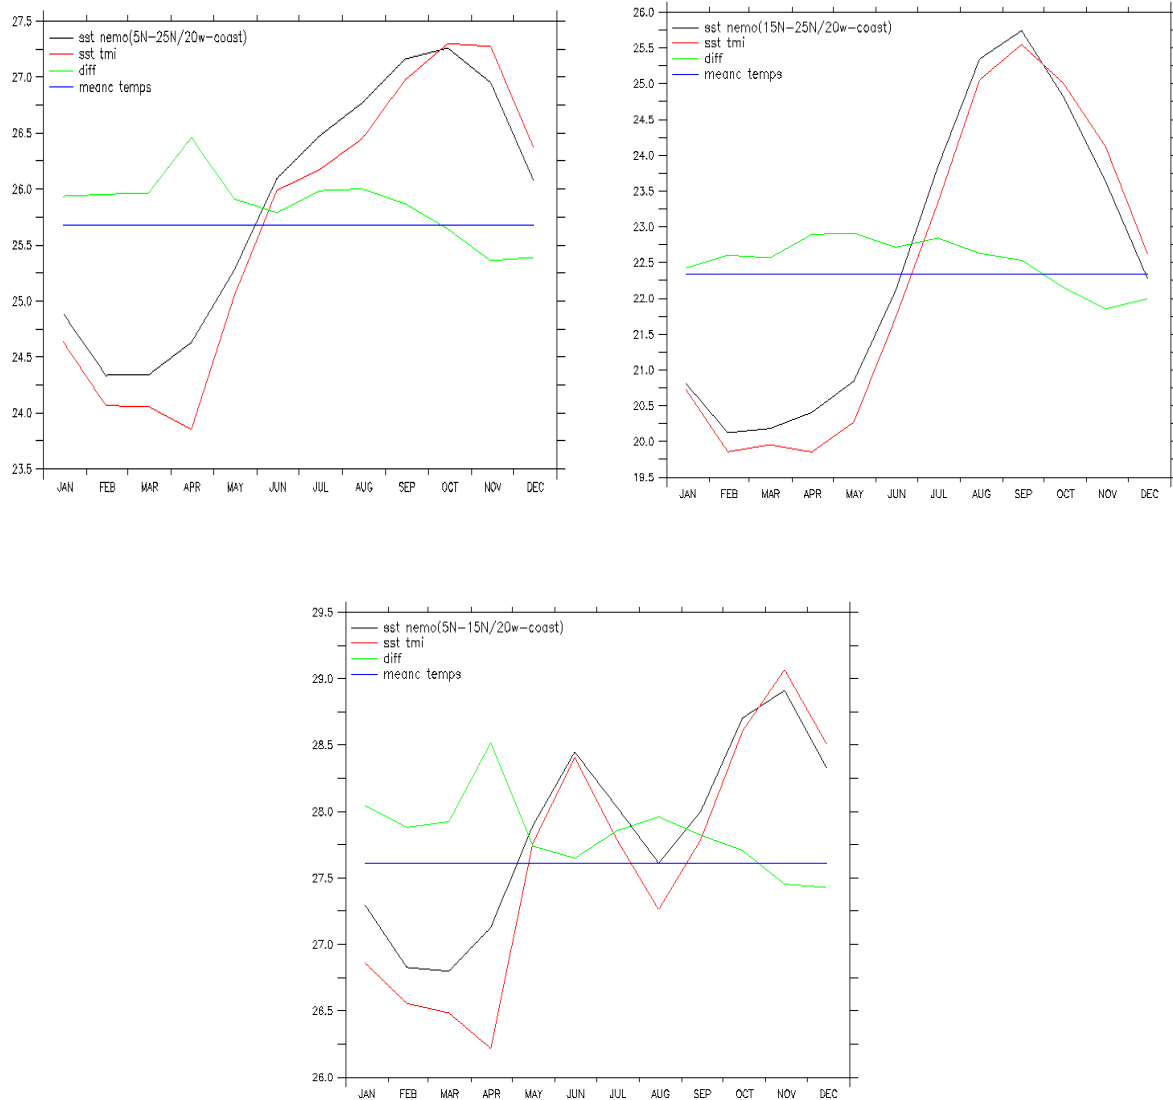 27.5
27.0
26.5
26.0
25.5
25.0
24.5
24.0
23.5
sst nemo(5N-25N/20w-coast)
sst tmi
diff
meanc temps
JAN FEB MAR APR MAY JUN JUL AUG SEP OCT NOV DEC
26.0
25.5
25.0
24.5
24.0
23.5
23.0
22.5
22.0
21.5
21.0
20.5
20.0
19.5
sst nemo(15N-25N/20w-coast)
sst tmi
diff
meanc temps
JAN FEB MAR APR MAY JUN JUL AUG SEP OCT NOV DEC
29.5
29.0
28.5
28.0
27.5
27.0
26.5
26.0
sst nemo(5N-15N/20w-coast)
sst tmi
diff
meanc temps
JAN FEB MAR APR MAY JUN JUL AUG SEP OCT NOV DEC